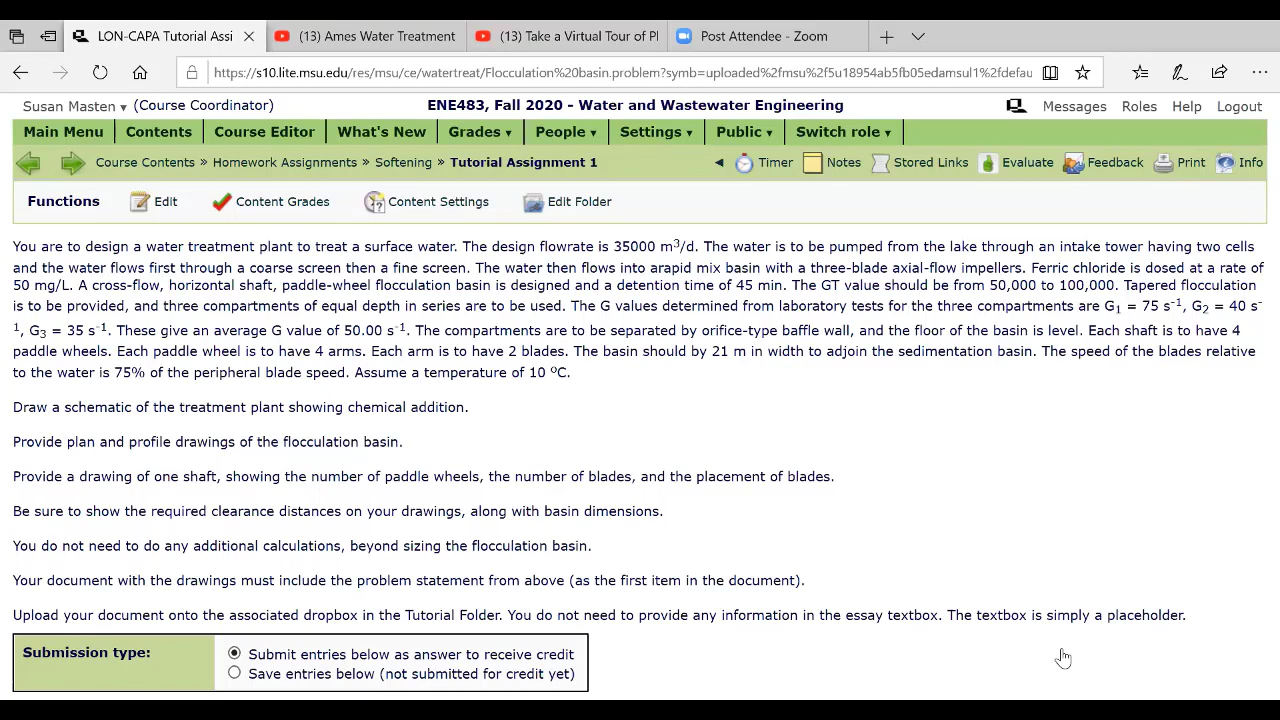 LON-CAPA Tutorial Assi
(13) Ames Water Treatment
(13) Take a Virtual Tour of Pl
Post Attendee - Zoom
https://s10.lite.msu.edu/res/msu/ce/watertreat/Flocculation%20basin.problem?symb=uploaded%2fmsu%2f5u18954ab5fb05edamsul1%2fdefau
Susan Masten ▾ (Course Coordinator)
ENE483, Fall 2020 - Water and Wastewater Engineering
Messages Roles Help Logout
Main Menu Contents Course Editor What's New Grades ▾ People ▾ Settings ▾ Public ▾ Switch role ▾
Course Contents » Homework Assignments » Softening » Tutorial Assignment 1
Timer Notes Stored Links Evaluate Feedback Print Info
Functions Edit Content Grades Content Settings Edit Folder
You are to design a water treatment plant to treat a surface water. The design flowrate is 35000 m³/d. The water is to be pumped from the lake through an intake tower having two cells
and the water flows first through a coarse screen then a fine screen. The water then flows into arapid mix basin with a three-blade axial-flow impellers. Ferric chloride is dosed at a rate of
50 mg/L. A cross-flow, horizontal shaft, paddle-wheel flocculation basin is designed and a detention time of 45 min. The GT value should be from 50,000 to 100,000. Tapered flocculation
is to be provided, and three compartments of equal depth in series are to be used. The G values determined from laboratory tests for the three compartments are G₁ = 75 s⁻¹, G₂ = 40 s⁻
¹, G₃ = 35 s⁻¹. These give an average G value of 50.00 s⁻¹. The compartments are to be separated by orifice-type baffle wall, and the floor of the basin is level. Each shaft is to have 4
paddle wheels. Each paddle wheel is to have 4 arms. Each arm is to have 2 blades. The basin should by 21 m in width to adjoin the sedimentation basin. The speed of the blades relative
to the water is 75% of the peripheral blade speed. Assume a temperature of 10 ºC.
Draw a schematic of the treatment plant showing chemical addition.
Provide plan and profile drawings of the flocculation basin.
Provide a drawing of one shaft, showing the number of paddle wheels, the number of blades, and the placement of blades.
Be sure to show the required clearance distances on your drawings, along with basin dimensions.
You do not need to do any additional calculations, beyond sizing the flocculation basin.
Your document with the drawings must include the problem statement from above (as the first item in the document).
Upload your document onto the associated dropbox in the Tutorial Folder. You do not need to provide any information in the essay textbox. The textbox is simply a placeholder.
Submission type:
Submit entries below as answer to receive credit
Save entries below (not submitted for credit yet)